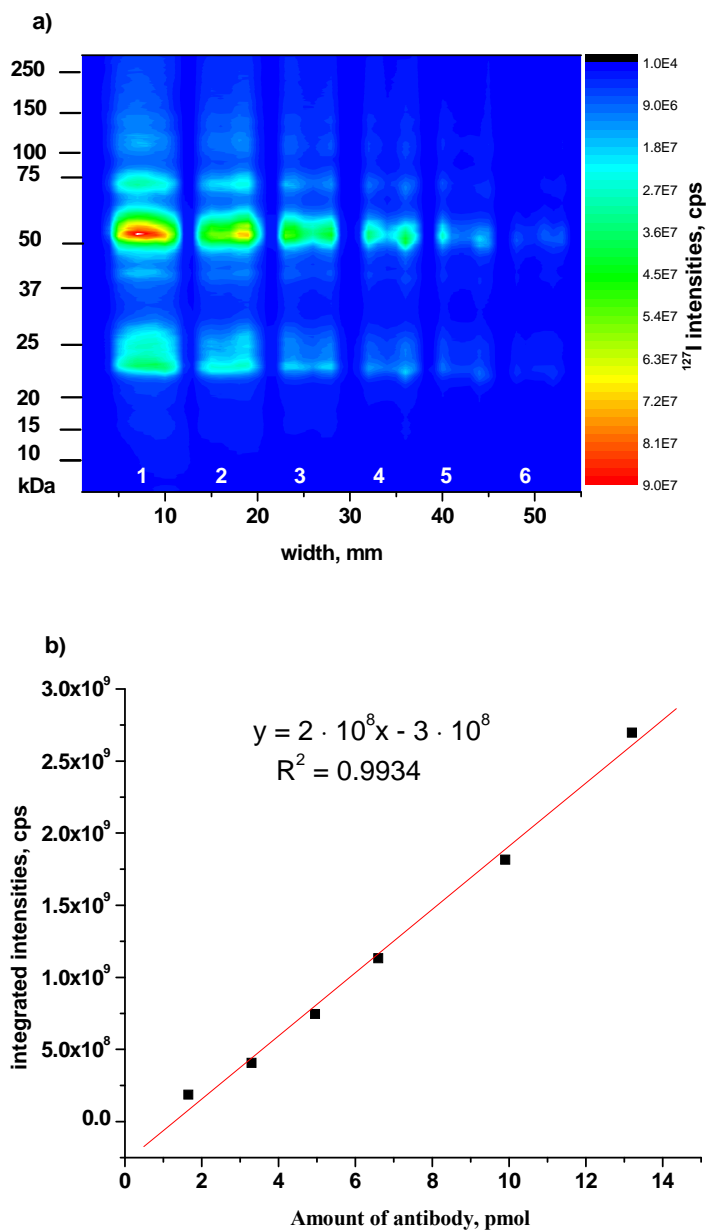 a)
250
150
100
75
50
37
25
20
15
10
kDa
1 2 3 4 5 6
10 20 30 40 50
width, mm
1.0E4
9.0E6
1.8E7
2.7E7
3.6E7
4.5E7
5.4E7
6.3E7
7.2E7
8.1E7
9.0E7
¹²⁷I intensities, cps
b)
3.0x10⁹
2.5x10⁹
2.0x10⁹
1.5x10⁹
1.0x10⁹
5.0x10⁸
0.0
integrated intensities, cps
y = 2 · 10⁸x - 3 · 10⁸
R² = 0.9934
0 2 4 6 8 10 12 14
Amount of antibody, pmol